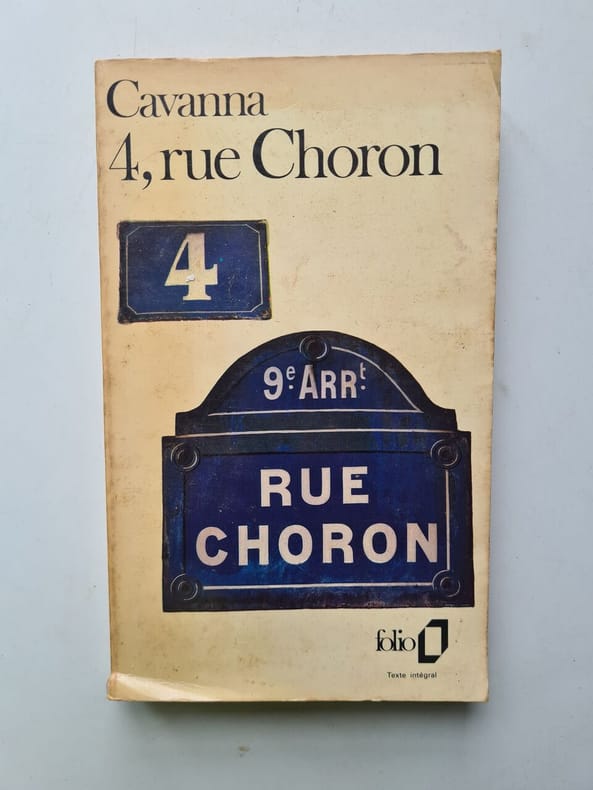 Cavanna
4, rue Choron
4
9e. ARRt.
RUE
CHORON
folio
Texte intégral